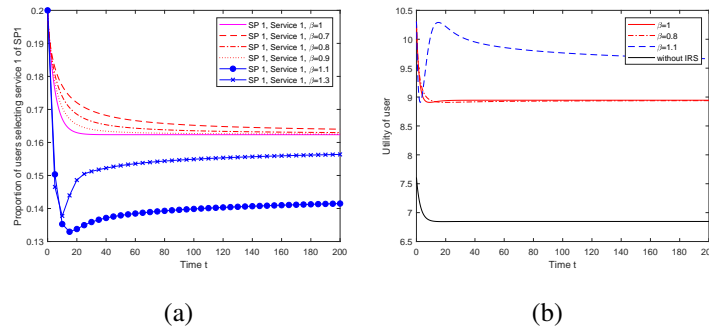 0.2
0.19
0.18
0.17
0.16
0.15
0.14
0.13
0 20 40 60 80 100 120 140 160 180 200
Time t
Proportion of users selecting service 1 of SP1
SP 1, Service 1, β=1
SP 1, Service 1, β=0.7
SP 1, Service 1, β=0.8
SP 1, Service 1, β=0.9
SP 1, Service 1, β=1.1
SP 1, Service 1, β=1.3
(a)
10.5
10
9.5
9
8.5
8
7.5
7
6.5
0 20 40 60 80 100 120 140 160 180 200
Time t
Utility of user
β=1
β=0.8
β=1.1
without IRS
(b)